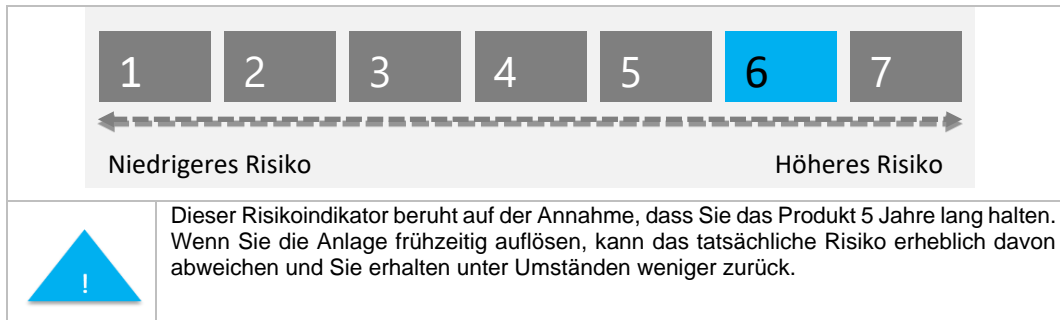 1 2 3 4 5 6 7
Niedrigeres Risiko Höheres Risiko
Dieser Risikoindikator beruht auf der Annahme, dass Sie das Produkt 5 Jahre lang halten.
Wenn Sie die Anlage frühzeitig auflösen, kann das tatsächliche Risiko erheblich davon
abweichen und Sie erhalten unter Umständen weniger zurück.
!